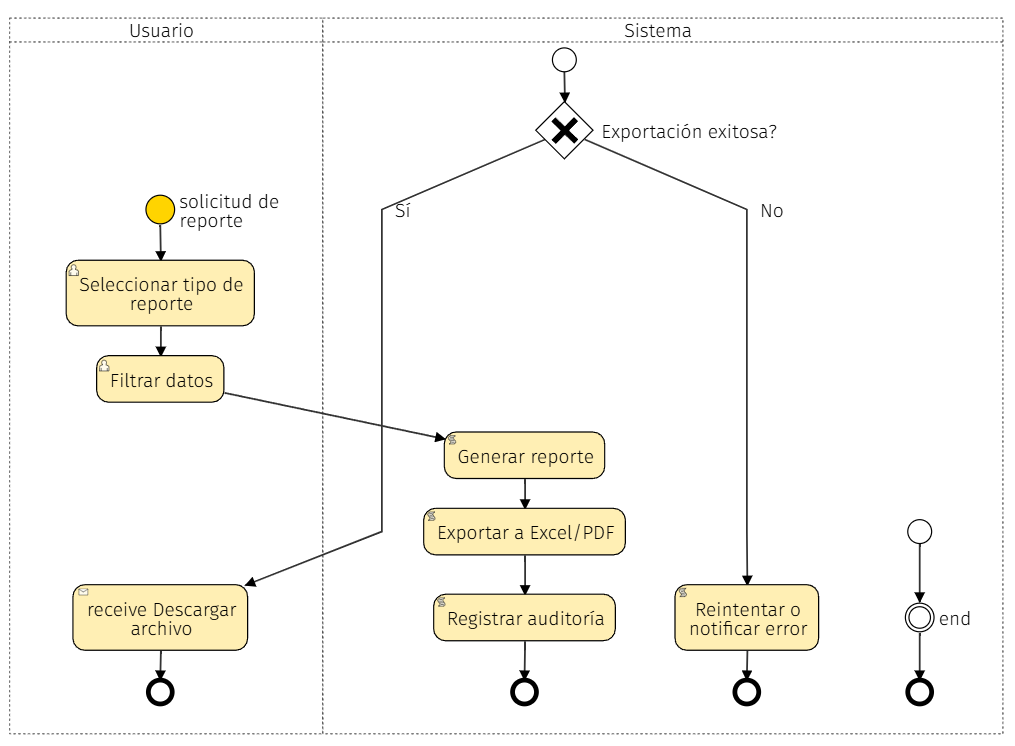 Usuario
Sistema
Exportación exitosa?
solicitud de
reporte
Sí
No
Seleccionar tipo de
reporte
Filtrar datos
Generar reporte
Exportar a Excel/PDF
receive Descargar
archivo
Registrar auditoría
Reintentar o
notificar error
end